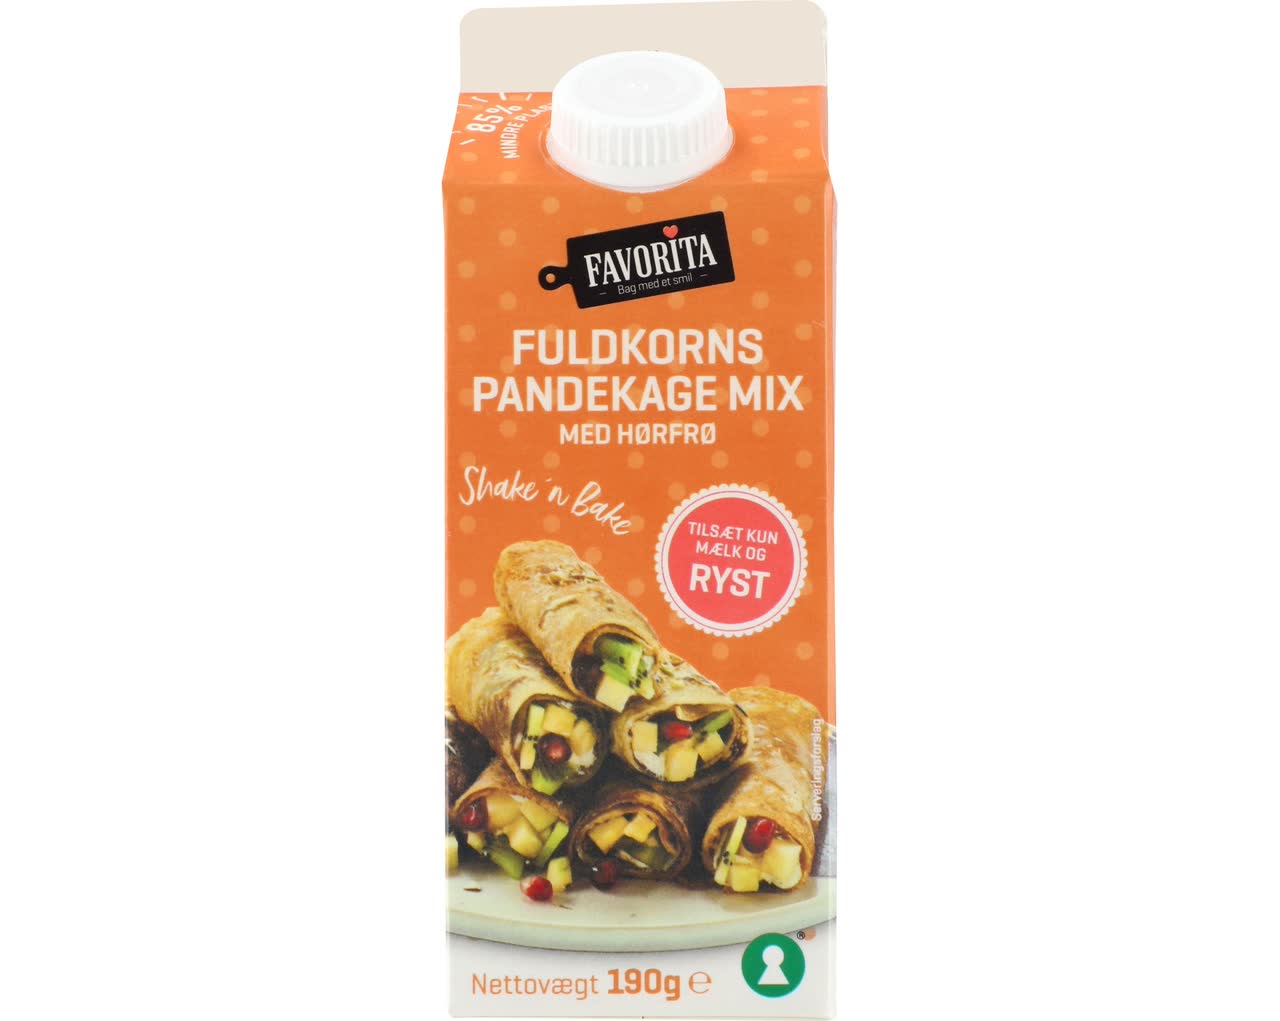 85%
MINDRE
FAVORITA
Bag med et smil
FULDKORNS
PANDEKAGE MIX
MED HØRFRØ
Shake 'n Bake
TILSÆT KUN
MÆLK OG
RYST
Serveringsforslag
®
Nettovægt 190g ℮